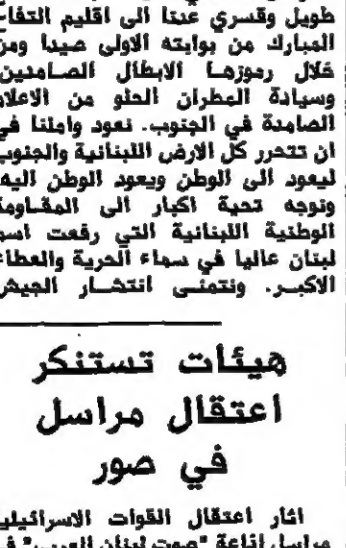 طويل وقسري عدنا الى اقليم التفاح
المبارك من بوابته الاولى صيدا ومن
خلال رموزها الابطال الصامدين
وسيادة المطران الحلو من الاعلام
الصامدة في الجنوب. نعود واملنا في
ان تتحرر كل الارض اللبنانية والجنوب
ليعود الى الوطن ويعود الوطن اليه.
ونوجه تحية اكبار الى المقاومة
الوطنية اللبنانية التي رفعت اسم
لبنان عاليا في سماء الحرية والعطاء
الاكبر. ونتمنى انتشار الجيش
هيئات تستنكر
اعتقال مراسل
في صور
اثار اعتقال القوات الاسرائيلية
مراسل اذاعة "صوت لبنان العربي" في